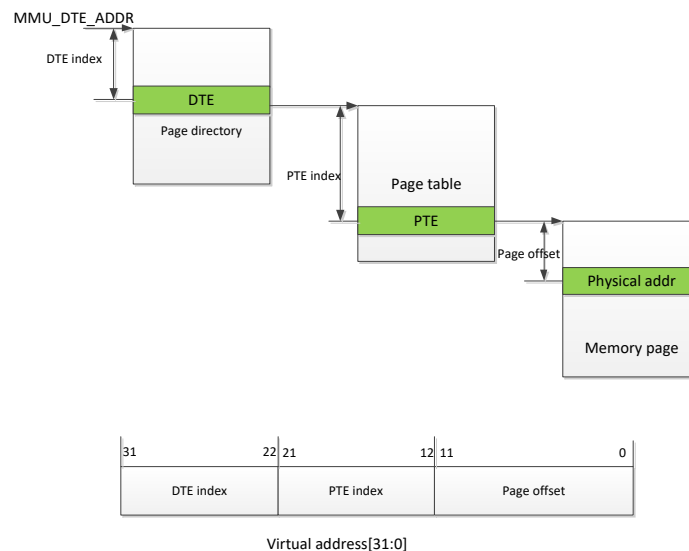 MMU_DTE_ADDR
DTE index
DTE
Page directory
PTE index
Page table
PTE
Page offset
Physical addr
Memory page
31 22 21 12 11 0
DTE index PTE index Page offset
Virtual address[31:0]